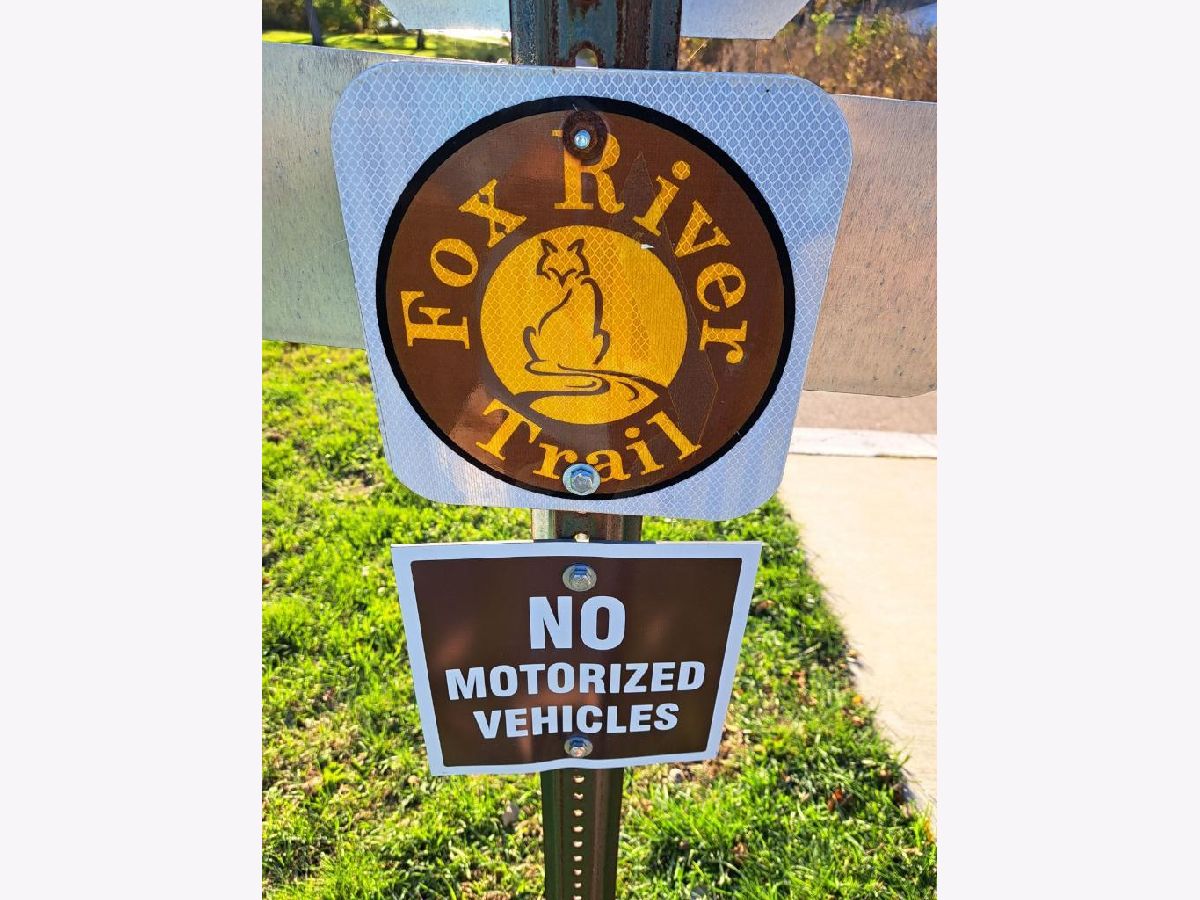 Fox River
Trail
NO
MOTORIZED
VEHICLES